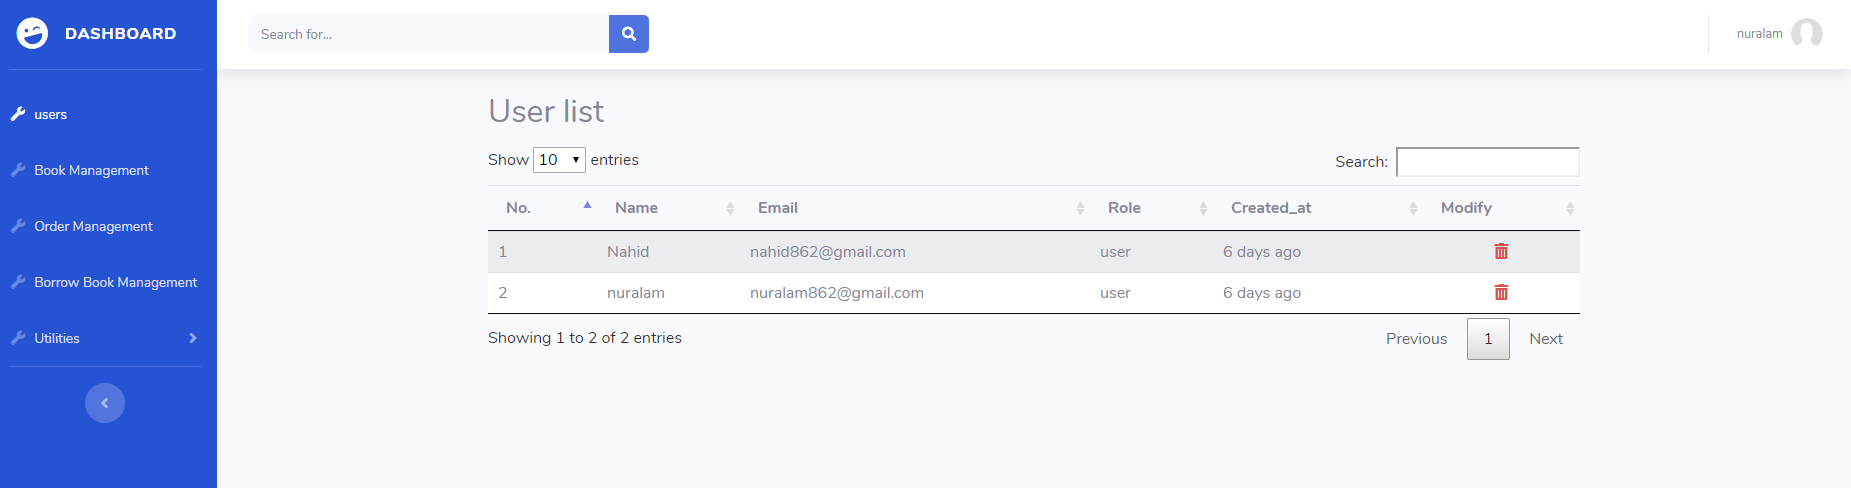 DASHBOARD
Search for...
nuralam
users
Book Management
Order Management
Borrow Book Management
Utilities
User list
Show 10 entries
Search:
No. Name Email Role Created_at Modify
1 Nahid nahid862@gmail.com user 6 days ago
2 nuralam nuralam862@gmail.com user 6 days ago
Showing 1 to 2 of 2 entries
Previous 1 Next